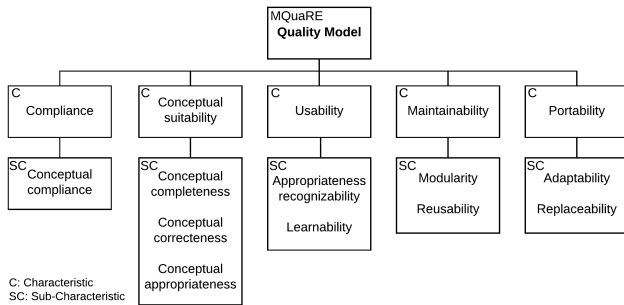 MQuaRE
Quality Model
C
Compliance
C
Conceptual
suitability
C
Usability
C
Maintainability
C
Portability
SC
Conceptual
compliance
SC
Conceptual
completeness
Conceptual
correcteness
Conceptual
appropriateness
SC
Appropriateness
recognizability
Learnability
SC
Modularity
Reusability
SC
Adaptability
Replaceability
C: Characteristic
SC: Sub-Characteristic